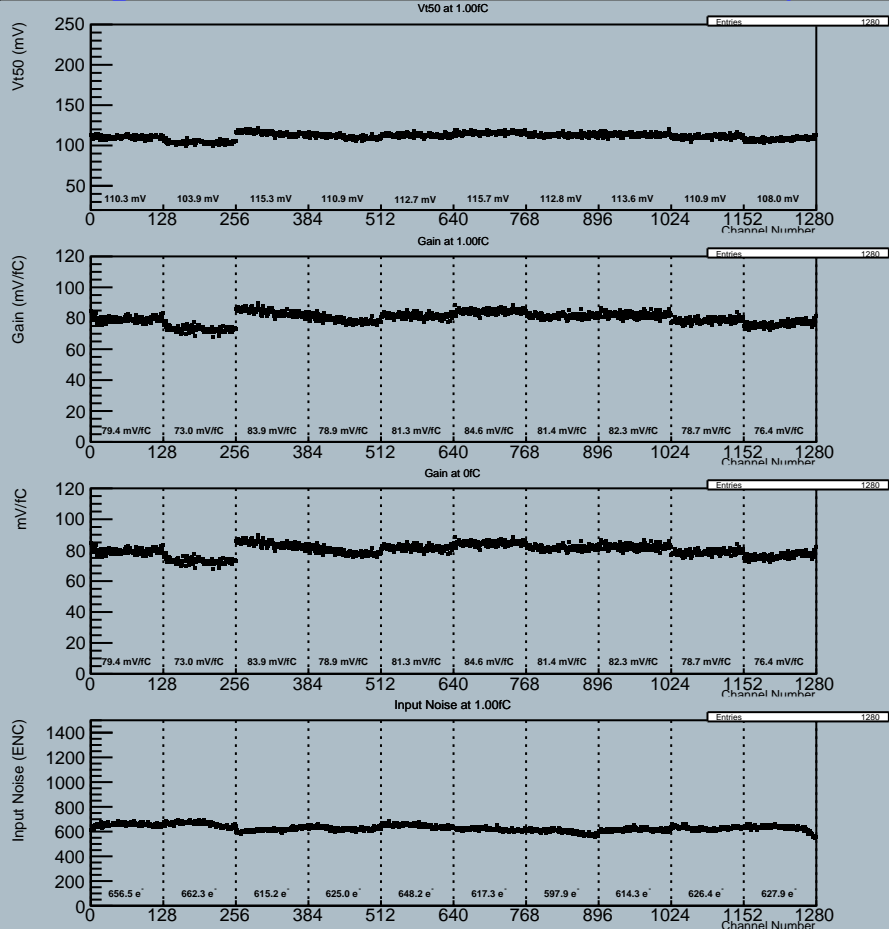 Vt50 at 1.00fC
Entries 1280
Vt50 (mV)
250
200
150
100
50
110.3 mV 103.9 mV 115.3 mV 110.9 mV 112.7 mV 115.7 mV 112.8 mV 113.6 mV 110.9 mV 108.0 mV
0 128 256 384 512 640 768 896 1024 1152 1280
Channel Number
Gain at 1.00fC
Entries 1280
Gain (mV/fC)
120
100
80
60
40
20
0
79.4 mV/fC 73.0 mV/fC 83.9 mV/fC 78.9 mV/fC 81.3 mV/fC 84.6 mV/fC 81.4 mV/fC 82.3 mV/fC 78.7 mV/fC 76.4 mV/fC
0 128 256 384 512 640 768 896 1024 1152 1280
Channel Number
Gain at 0fC
Entries 1280
mV/fC
120
100
80
60
40
20
0
79.4 mV/fC 73.0 mV/fC 83.9 mV/fC 78.9 mV/fC 81.3 mV/fC 84.6 mV/fC 81.4 mV/fC 82.3 mV/fC 78.7 mV/fC 76.4 mV/fC
0 128 256 384 512 640 768 896 1024 1152 1280
Channel Number
Input Noise at 1.00fC
Entries 1280
Input Noise (ENC)
1400
1200
1000
800
600
400
200
0
656.5 e⁻ 662.3 e⁻ 615.2 e⁻ 625.0 e⁻ 648.2 e⁻ 617.3 e⁻ 597.9 e⁻ 614.3 e⁻ 626.4 e⁻ 627.9 e⁻
0 128 256 384 512 640 768 896 1024 1152 1280
Channel Number